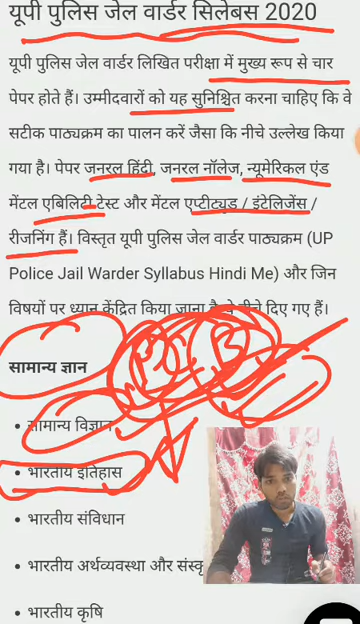 यूपी पुलिस जेल वार्डर सिलेबस 2020
यूपी पुलिस जेल वार्डर लिखित परीक्षा में मुख्य रूप से चार
पेपर होते हैं। उम्मीदवारों को यह सुनिश्चित करना चाहिए कि वे
सटीक पाठ्यक्रम का पालन करें जैसा कि नीचे उल्लेख किया
गया है। पेपर जनरल हिंदी, जनरल नॉलेज, न्यूमेरिकल एंड
मेंटल एबिलिटी टेस्ट और मेंटल एप्टीट्यूड / इंटेलिजेंस /
रीजनिंग हैं। विस्तृत यूपी पुलिस जेल वार्डर पाठ्यक्रम (UP
Police Jail Warder Syllabus Hindi Me) और जिन
विषयों पर ध्यान केंद्रित किया जाना है, वे नीचे दिए गए हैं।
सामान्य ज्ञान
• सामान्य विज्ञान
• भारतीय इतिहास
• भारतीय संविधान
• भारतीय अर्थव्यवस्था और
• भारतीय कृषि